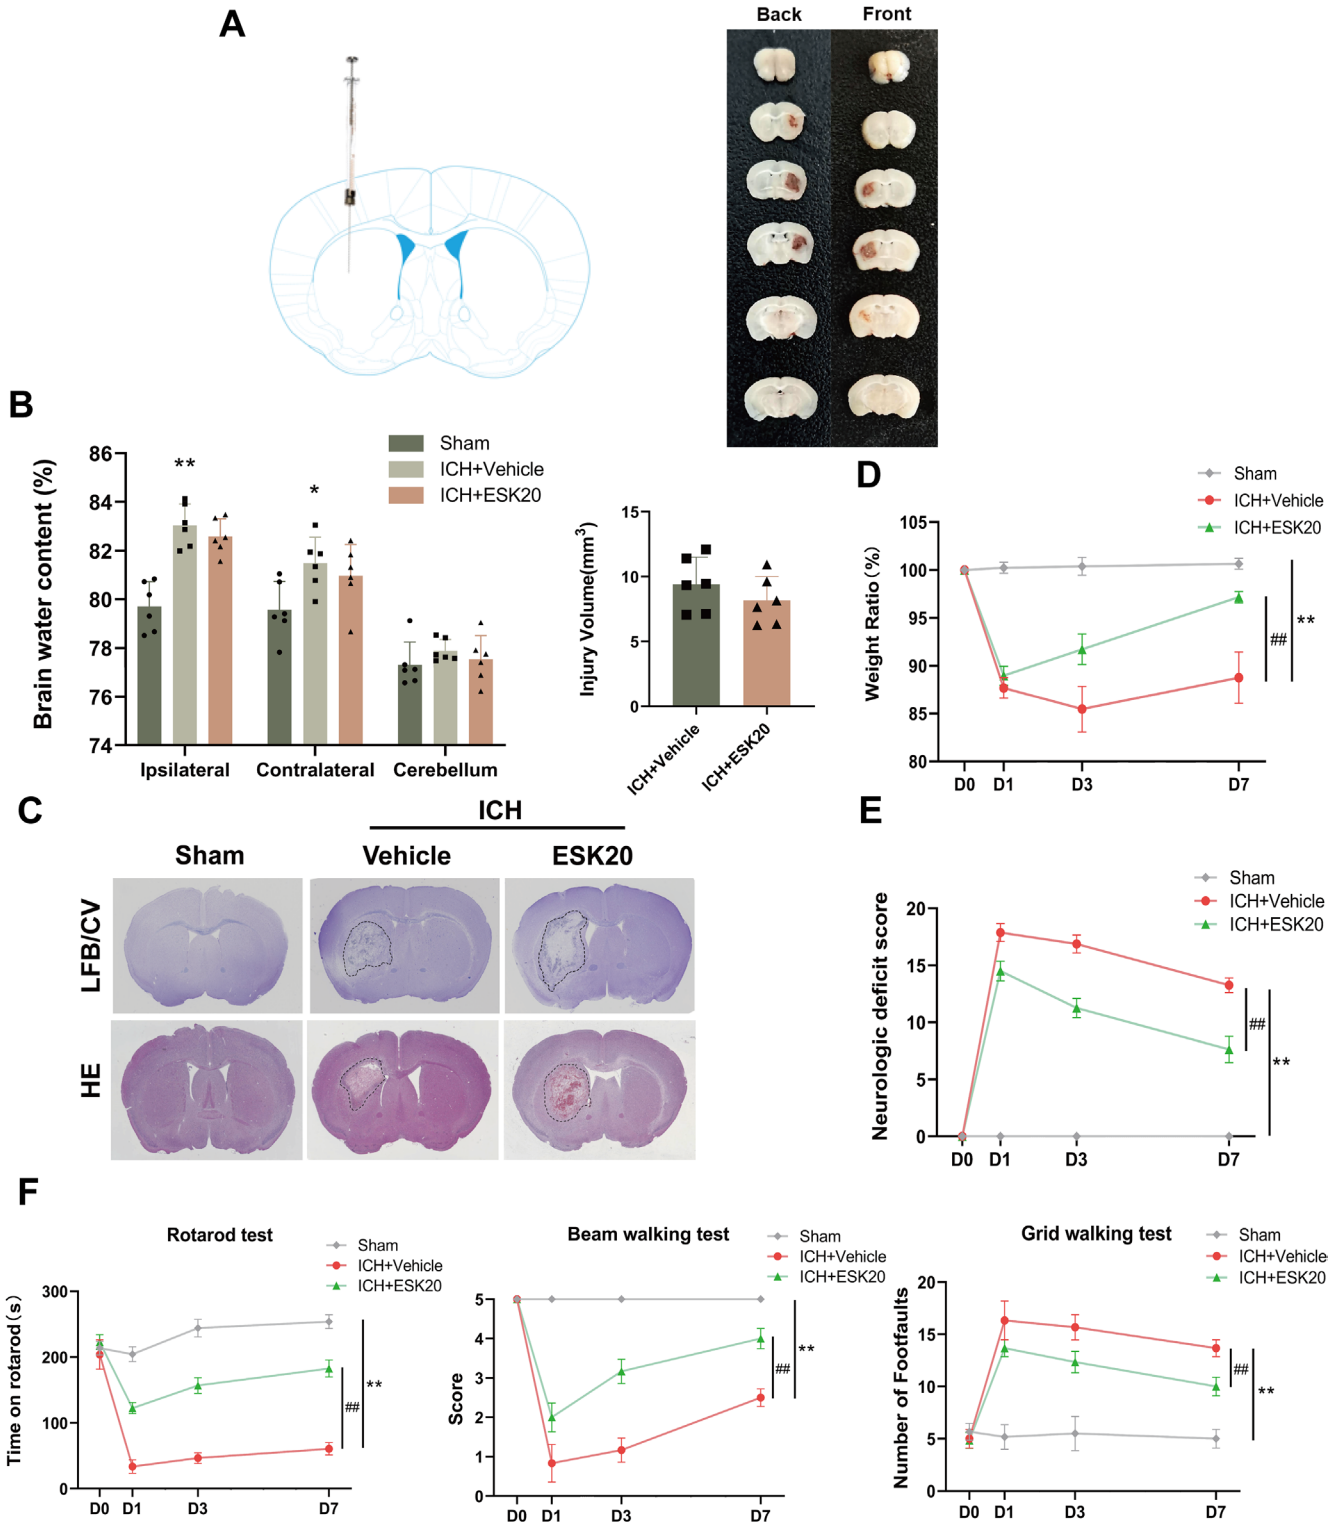 A
Back
Front
B
Sham
ICH+Vehicle
ICH+ESK20
Brain water content (%)
86
84
82
80
78
76
74
**
*
Ipsilateral
Contralateral
Cerebellum
Injury Volume(mm3)
15
10
5
0
ICH+Vehicle
ICH+ESK20
D
Sham
ICH+Vehicle
ICH+ESK20
Weight Ratio (%)
105
100
95
90
85
80
D0
D1
D3
D7
##
**
C
ICH
Sham
Vehicle
ESK20
LFB/CV
HE
E
Sham
ICH+Vehicle
ICH+ESK20
Neurologic deficit score
20
15
10
5
0
D0
D1
D3
D7
##
**
F
Rotarod test
Sham
ICH+Vehicle
ICH+ESK20
Time on rotarod (s)
300
200
100
0
D0
D1
D3
D7
##
**
Beam walking test
Sham
ICH+Vehicle
ICH+ESK20
Score
5
4
3
2
1
0
D0
D1
D3
D7
##
**
Grid walking test
Sham
ICH+Vehicle
ICH+ESK20
Number of Footfaults
20
15
10
5
0
D0
D1
D3
D7
##
**